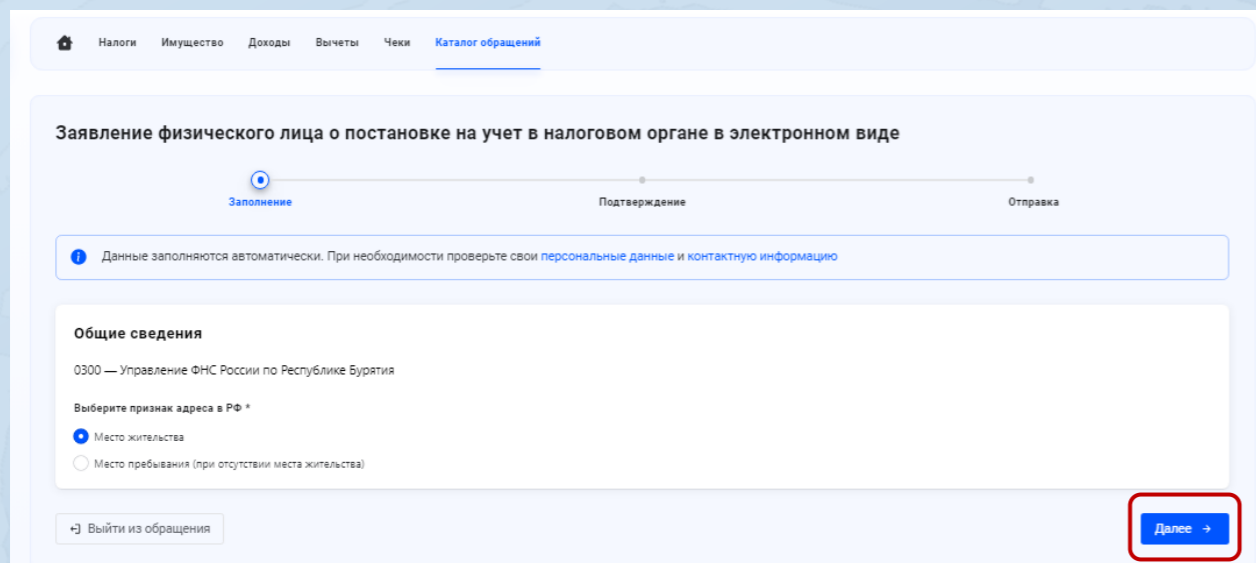 Налоги Имущество Доходы Вычеты Чеки Каталог обращений
Заявление физического лица о постановке на учет в налоговом органе в электронном виде
Заполнение Подтверждение Отправка
Данные заполняются автоматически. При необходимости проверьте свои персональные данные и контактную информацию
Общие сведения
0300 — Управление ФНС России по Республике Бурятия
Выберите признак адреса в РФ *
Место жительства
Место пребывания (при отсутствии места жительства)
Выйти из обращения Далее →